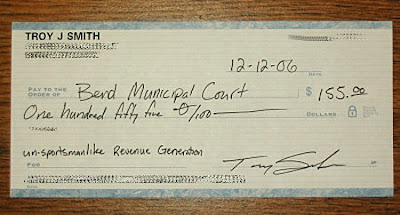 TROY J SMITH
12-12-06
DATE
PAY TO THE ORDER OF Bend Municipal Court $ 155.00
One hundred fifty five 0/100 DOLLARS
un-sportsmanlike Revenue Generation
FOR